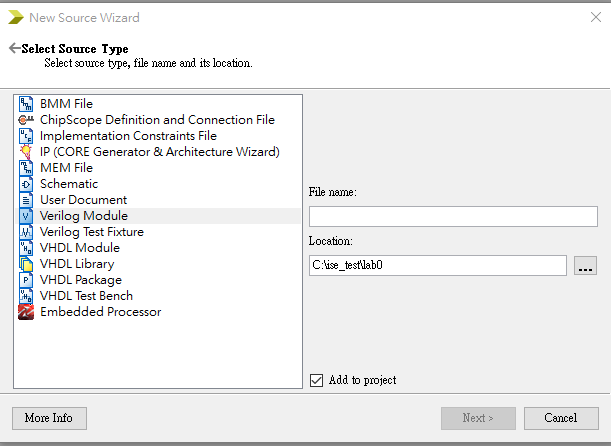 New Source Wizard
Select Source Type
Select source type, file name and its location.
BMM File
ChipScope Definition and Connection File
Implementation Constraints File
IP (CORE Generator & Architecture Wizard)
MEM File
Schematic
User Document
Verilog Module
Verilog Test Fixture
VHDL Module
VHDL Library
VHDL Package
VHDL Test Bench
Embedded Processor
File name:
Location:
C:\ise_test\lab0
...
Add to project
More Info
Next >
Cancel